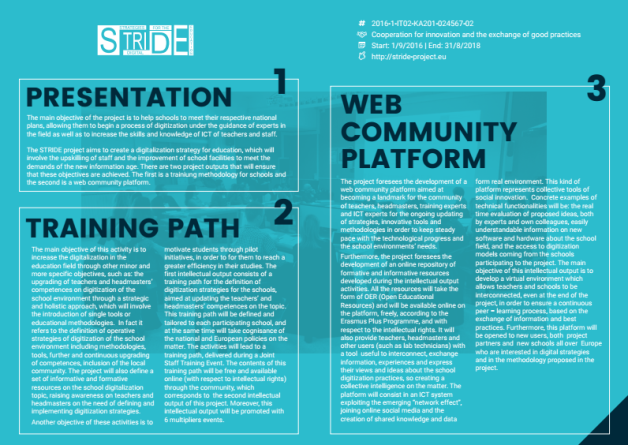 STRIDE
# 2016-1-IT02-KA201-024567-02
Cooperation for innovation and the exchange of good practices
Start: 1/9/2016 | End: 31/8/2018
http://stride-project.eu
1
PRESENTATION
The main objective of the project is to help schools to meet their respective national
plans, allowing them to begin a process of digitization under the guidance of experts in
the field as well as to increase the skills and knowledge of ICT of teachers and staff.
The STRIDE project aims to create a digitalization strategy for education, which will
involve the upskilling of staff and the improvement of school facilities to meet the
demands of the new information age. There are two project outputs that will ensure
that these objectives are achieved. The first is a trainiung methodology for schools and
the second is a web community platform.
2
TRAINING PATH
The main objective of this activity is to
increase the digitalization in the
education field through other minor and
more specific objectives, such as: the
upgrading of teachers and headmasters'
competences on digitalization of the
school environment through a strategic
and holistic approach, which will involve
the introduction of single tools or
educational methodologies. In fact it
refers to the definition of operative
strategies of digitization of the school
environment including methodologies,
tools, further and continuous upgrading
of competences, inclusion of the local
community. The project will also define a
set of informative and formative
resources on the school digitalization
topic, raising awareness on teachers and
headmasters on the need of defining and
implementing digitization strategies.
Another objective of these activities is to
motivate students through pilot
initiatives, in order to for them to reach a
greater efficiency in their studies. The
first intellectual output consists of a
training path for the definition of
digitization strategies for the schools,
aimed at updating the teachers' and
headmasters' competences on the topic.
This training path will be defined and
tailored to each participating school, and
at the same time will take cognisance of
the national and European policies on the
matter. The activities will lead to a
training path, delivered during a Joint
Staff Training Event. The contents of this
training path will be free and available
online (with respect to intellectual rights)
through the community, which
corresponds to the second intellectual
output of this project. Moreover, this
intellectual output will be promoted with
6 multipliers events.
3
WEB
COMMUNITY
PLATFORM
The project foresees the development of a
web community platform aimed at
becoming a landmark for the community
of teachers, headmasters, training experts
and ICT experts for the ongoing updating
of strategies, innovative tools and
methodologies in order to keep steady
pace with the technological progress and
the school environments' needs.
Furthermore, the project foresees the
development of an online repository of
formative and informative resources
developed during the intellectual output
activities. All the resources will take the
form of OER (Open Educational
Resources) and will be available online on
the platform, freely, according to the
Erasmus Plus Programme, and with
respect to the intellectual rights. It will
also provide teachers, headmasters and
other users (such as lab technicians) with
a tool useful to interconnect, exchange
information, experiences and express
their views and ideas about the school
digitization practices, so creating a
collective intelligence on the matter. The
platform will consist in an ICT system
exploiting the emerging "network effect",
joining online social media and the
creation of shared knowledge and data
form real environment. This kind of
platform represents collective tools of
social innovation. Concrete examples of
technical functionalities will be: the real
time evaluation of proposed ideas, both
by experts and own colleagues, easily
understandable information on new
software and hardware about the school
field, and the access to digitization
models coming from the schools
participating to the project. The main
objective of this intellectual output is to
develop a virtual environment which
allows teachers and schools to be
interconnected, even at the end of the
project, in order to ensure a continuous
peer – learning process, based on the
exchange of information and best
practices. Furthermore, this platform will
be opened to new users, both project
partners and new schools all over Europe
who are interested in digital strategies
and in the methodology proposed in the
project.